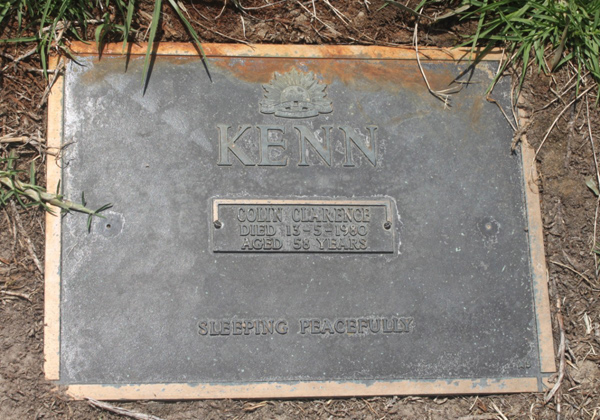 KENN
COLIN CLARENCE
DIED 13-5-1980
AGED 58 YEARS
SLEEPING PEACEFULLY